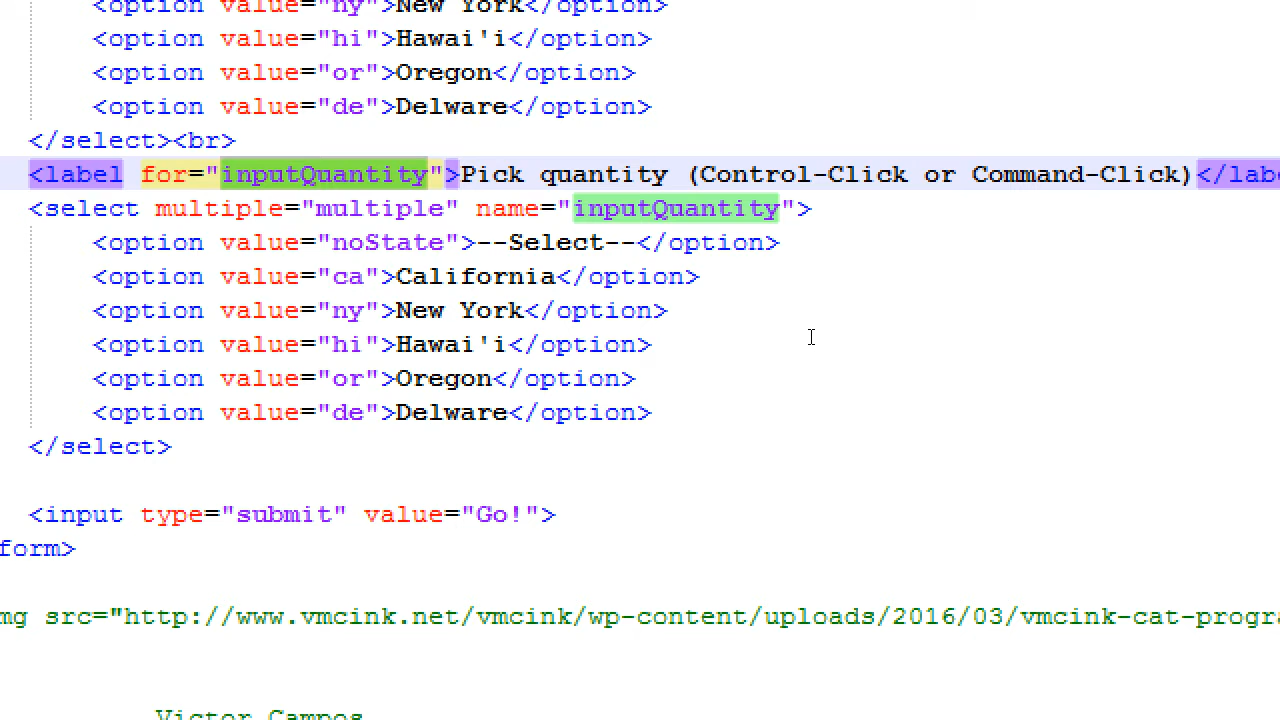 <option value="ny">New York</option>
<option value="hi">Hawai'i</option>
<option value="or">Oregon</option>
<option value="de">Delware</option>
</select><br>
<label for="inputQuantity">Pick quantity (Control-Click or Command-Click)</labe
<select multiple="multiple" name="inputQuantity">
<option value="noState">--Select--</option>
<option value="ca">California</option>
<option value="ny">New York</option>
<option value="hi">Hawai'i</option>
<option value="or">Oregon</option>
<option value="de">Delware</option>
</select>
<input type="submit" value="Go!">
form>
mg src="http://www.vmcink.net/vmcink/wp-content/uploads/2016/03/vmcink-cat-progra
Victor Campos